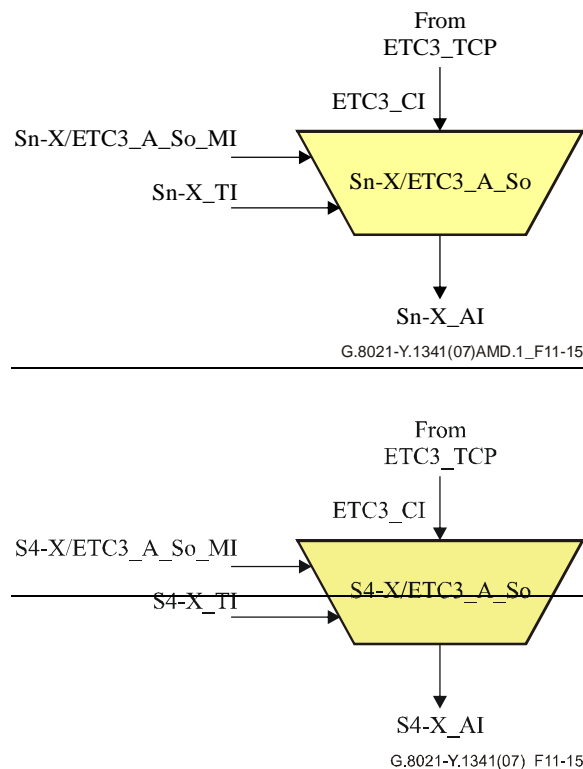 From
ETC3_TCP
ETC3_CI
Sn-X/ETC3_A_So_MI
Sn-X/ETC3_A_So
Sn-X_TI
Sn-X_AI
G.8021-Y.1341(07)AMD.1_F11-15
From
ETC3_TCP
ETC3_CI
S4-X/ETC3_A_So_MI
S4-X/ETC3_A_So
S4-X_TI
S4-X_AI
G.8021-Y.1341(07)_F11-15